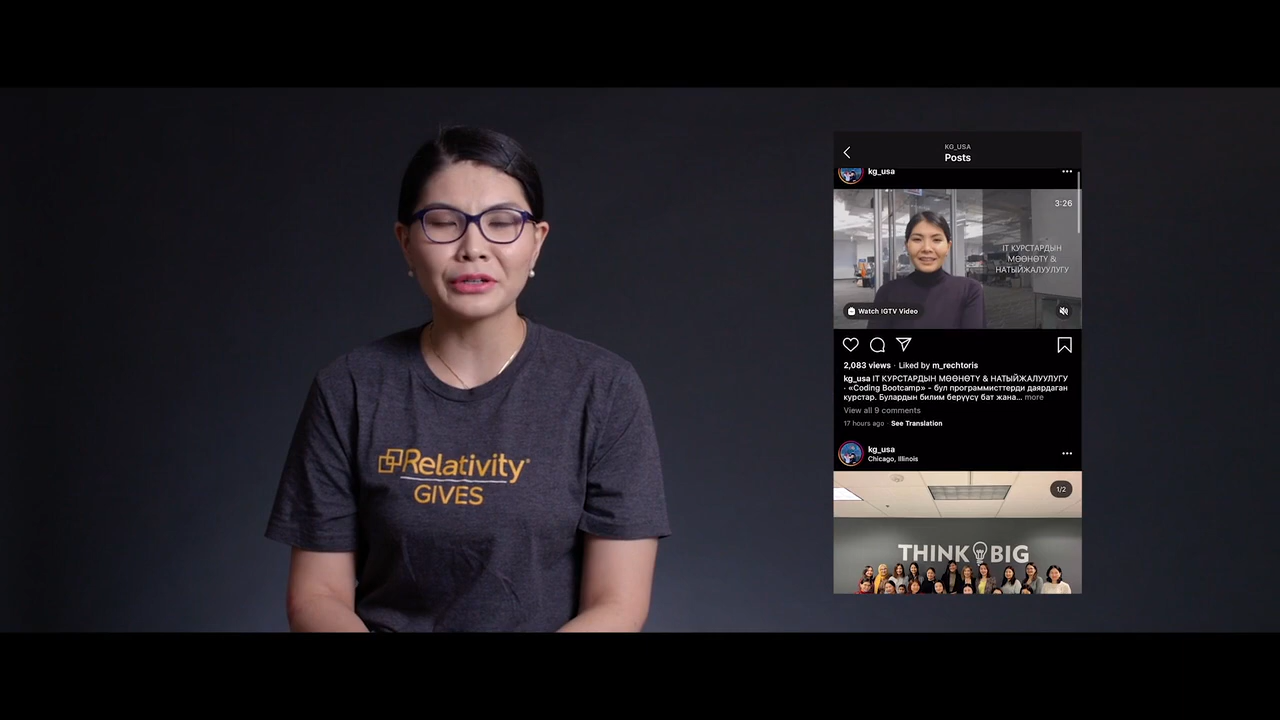 Relativity
GIVES
KG_USA
Posts
kg_usa
3:26
IT КУРСТАРДЫН
МӨӨНӨТҮ &
НАТЫЙЖАЛУУЛУГУ
Watch IGTV Video
2,083 views · Liked by m_rechtoris
kg_usa IT КУРСТАРДЫН МӨӨНӨТҮ & НАТЫЙЖАЛУУЛУГУ
· «Coding Bootcamp» - бул программисттерди даярдаган
курстар. Булардын билим берүүсү бат жана... more
View all 9 comments
17 hours ago · See Translation
kg_usa
Chicago, Illinois
1/2
THINK BIG